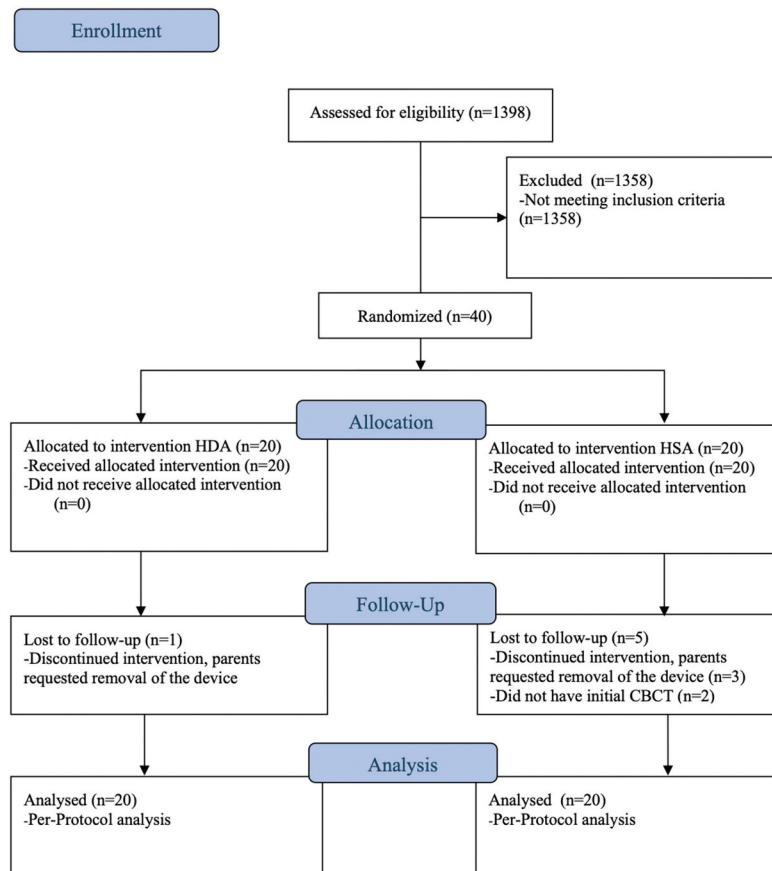 Enrollment
Assessed for eligibility (n=1398)
Excluded (n=1358)
-Not meeting inclusion criteria
(n=1358)
Randomized (n=40)
Allocation
Allocated to intervention HDA (n=20)
-Received allocated intervention (n=20)
-Did not receive allocated intervention
(n=0)
Allocated to intervention HSA (n=20)
-Received allocated intervention (n=20)
-Did not receive allocated intervention
(n=0)
Follow-Up
Lost to follow-up (n=1)
-Discontinued intervention, parents
requested removal of the device
Lost to follow-up (n=5)
-Discontinued intervention, parents
requested removal of the device (n=3)
-Did not have initial CBCT (n=2)
Analysis
Analysed (n=20)
-Per-Protocol analysis
Analysed (n=20)
-Per-Protocol analysis